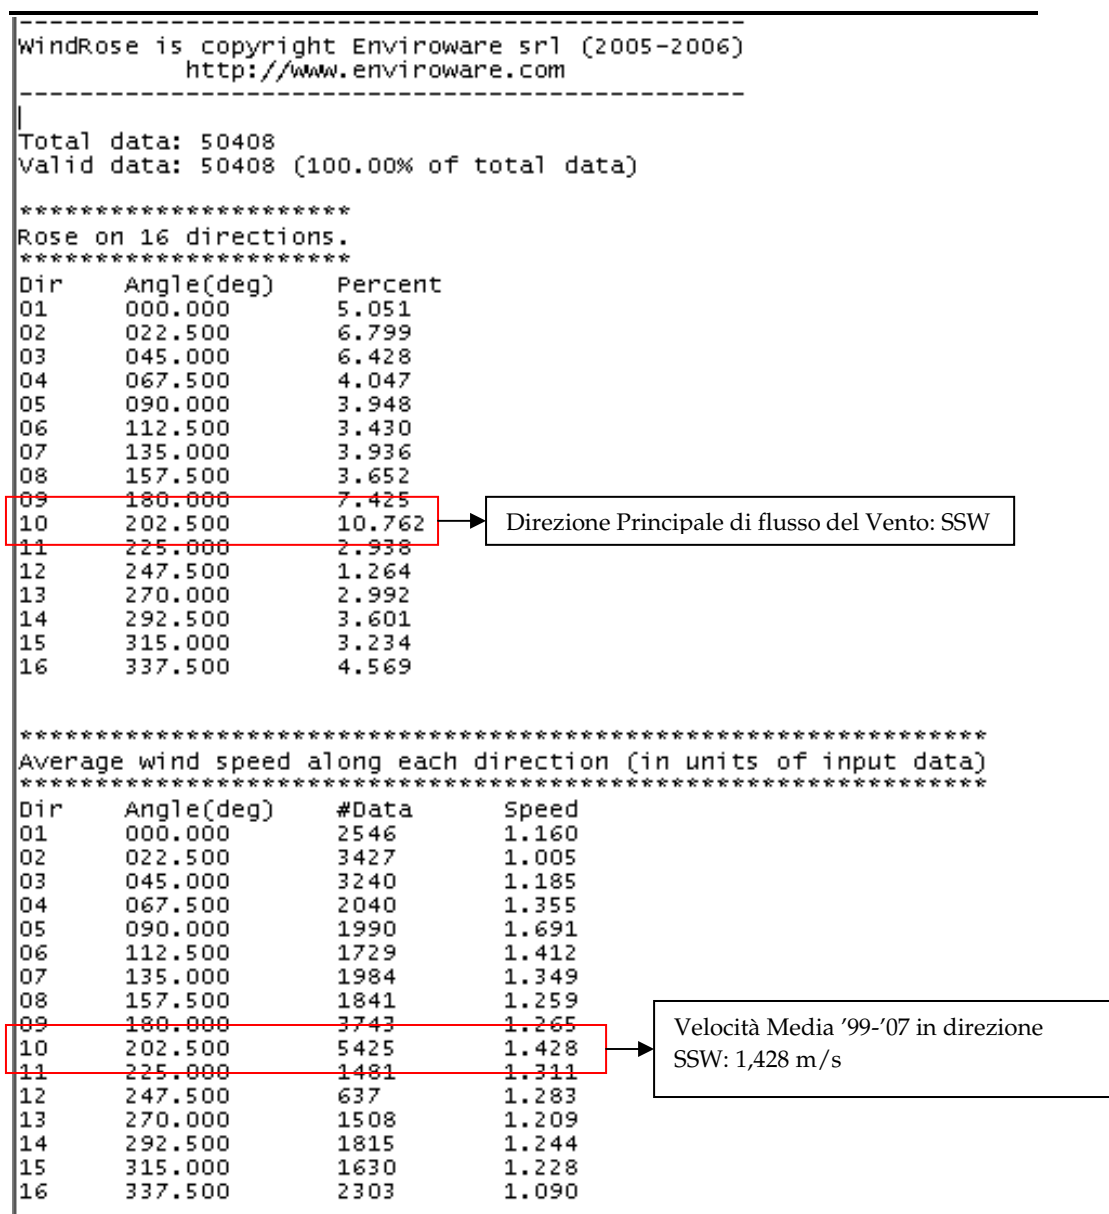 ------------------------------------------------
WindRose is copyright Enviroware srl (2005-2006)
http://www.enviroware.com
------------------------------------------------
Total data: 50408
Valid data: 50408 (100.00% of total data)
**********************
Rose on 16 directions.
**********************
Dir Angle(deg) Percent
01 000.000 5.051
02 022.500 6.799
03 045.000 6.428
04 067.500 4.047
05 090.000 3.948
06 112.500 3.430
07 135.000 3.936
08 157.500 3.652
09 180.000 7.425
10 202.500 10.762 Direzione Principale di flusso del Vento: SSW
11 225.000 2.938
12 247.500 1.264
13 270.000 2.992
14 292.500 3.601
15 315.000 3.234
16 337.500 4.569
****************************************************************
Average wind speed along each direction (in units of input data)
****************************************************************
Dir Angle(deg) #Data Speed
01 000.000 2546 1.160
02 022.500 3427 1.005
03 045.000 3240 1.185
04 067.500 2040 1.355
05 090.000 1990 1.691
06 112.500 1729 1.412
07 135.000 1984 1.349
08 157.500 1841 1.259
09 180.000 3743 1.265
10 202.500 5425 1.428
11 225.000 1481 1.311
12 247.500 637 1.283
13 270.000 1508 1.209
14 292.500 1815 1.244
15 315.000 1630 1.228
16 337.500 2303 1.090
Velocità Media ’99-’07 in direzione
SSW: 1,428 m/s